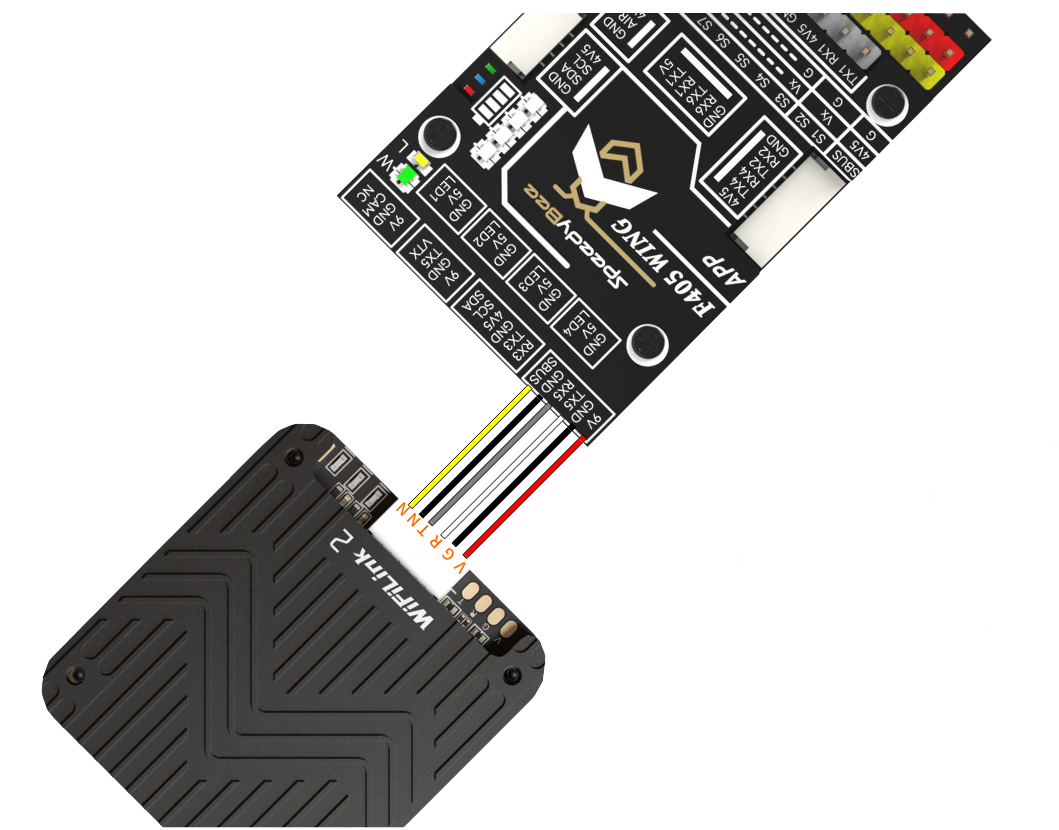 AIR
GND
4V5
SCL
SDA
GND
5V
RX1 TX1
TX6 RX6
GND
S7
S6
S5
S4
S3
S2
S1
SBUS
G
Vx
G
Vx
G
G
4V5
TX1 RX1 4V5 G
GND
RX2
TX2
RX4
TX4
4V5
L
W
LED1
5V
GND
LED2
5V
GND
LED3
5V
GND
LED4
5V
GND
9V
GND
CAM
NC
9V
GND
TX5
VTX
RX3
TX3
GND
4V5
SCL
SDA
9V
GND
TX5
RX5
GND
SBUS
SpeedyBee
F405 WING
APP
N
N
T
R
G
V
WiFiLink 2
T
R
G
V